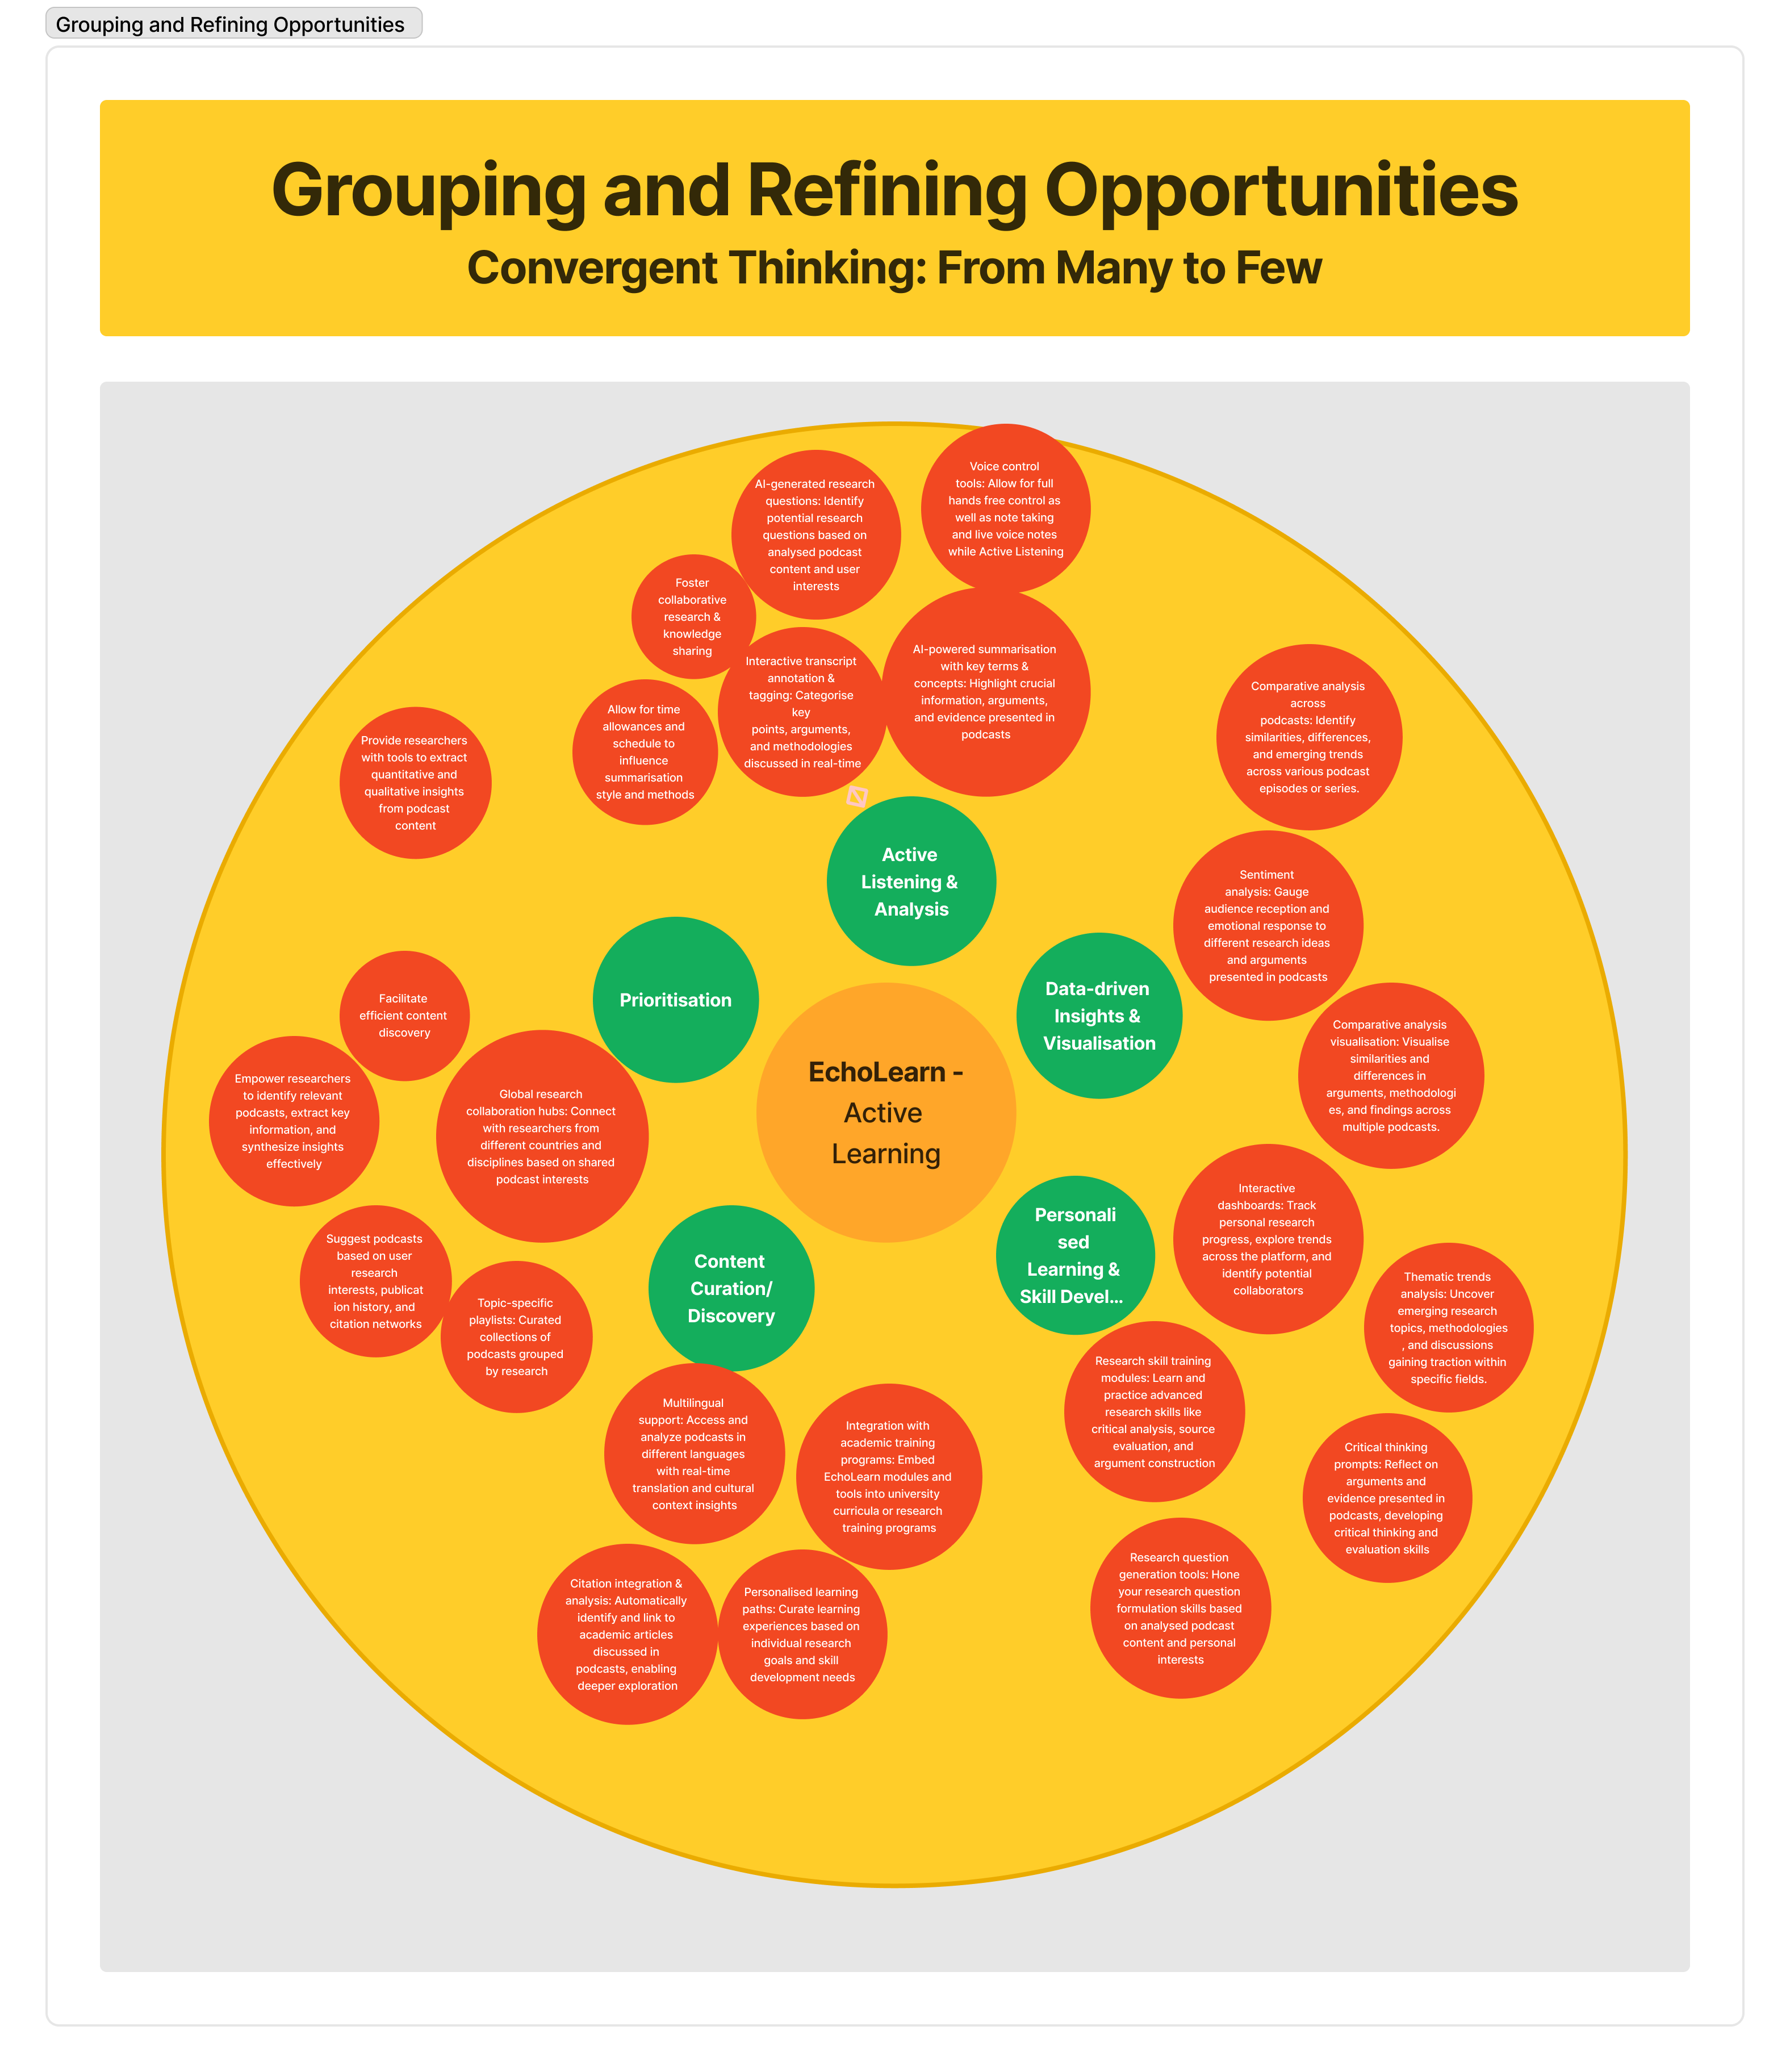 Grouping and Refining Opportunities
Grouping and Refining Opportunities
Convergent Thinking: From Many to Few
Voice control
tools: Allow for full
hands free control as
well as note taking
and live voice notes
while Active Listening
AI-generated research
questions: Identify
potential research
questions based on
analysed podcast
content and user
interests
Foster
collaborative
research &
knowledge
sharing
Interactive transcript
annotation &
tagging: Categorise
key
points, arguments,
and methodologies
discussed in real-time
AI-powered summarisation
with key terms &
concepts: Highlight crucial
information, arguments,
and evidence presented in
podcasts
Allow for time
allowances and
schedule to
influence
summarisation
style and methods
Provide researchers
with tools to extract
quantitative and
qualitative insights
from podcast
content
Comparative analysis
across
podcasts: Identify
similarities, differences,
and emerging trends
across various podcast
episodes or series.
Active
Listening &
Analysis
Sentiment
analysis: Gauge
audience reception and
emotional response to
different research ideas
and arguments
presented in podcasts
Prioritisation
Data-driven
Insights &
Visualisation
Facilitate
efficient content
discovery
Comparative analysis
visualisation: Visualise
similarities and
differences in
arguments, methodologi
es, and findings across
multiple podcasts.
EchoLearn -
Active
Learning
Empower researchers
to identify relevant
podcasts, extract key
information, and
synthesize insights
effectively
Global research
collaboration hubs: Connect
with researchers from
different countries and
disciplines based on shared
podcast interests
Interactive
dashboards: Track
personal research
progress, explore trends
across the platform, and
identify potential
collaborators
Personali
sed
Learning &
Skill Devel...
Suggest podcasts
based on user
research
interests, publicat
ion history, and
citation networks
Content
Curation/
Discovery
Topic-specific
playlists: Curated
collections of
podcasts grouped
by research
Thematic trends
analysis: Uncover
emerging research
topics, methodologies
, and discussions
gaining traction within
specific fields.
Research skill training
modules: Learn and
practice advanced
research skills like
critical analysis, source
evaluation, and
argument construction
Multilingual
support: Access and
analyze podcasts in
different languages
with real-time
translation and cultural
context insights
Integration with
academic training
programs: Embed
EchoLearn modules and
tools into university
curricula or research
training programs
Critical thinking
prompts: Reflect on
arguments and
evidence presented in
podcasts, developing
critical thinking and
evaluation skills
Research question
generation tools: Hone
your research question
formulation skills based
on analysed podcast
content and personal
interests
Citation integration &
analysis: Automatically
identify and link to
academic articles
discussed in
podcasts, enabling
deeper exploration
Personalised learning
paths: Curate learning
experiences based on
individual research
goals and skill
development needs